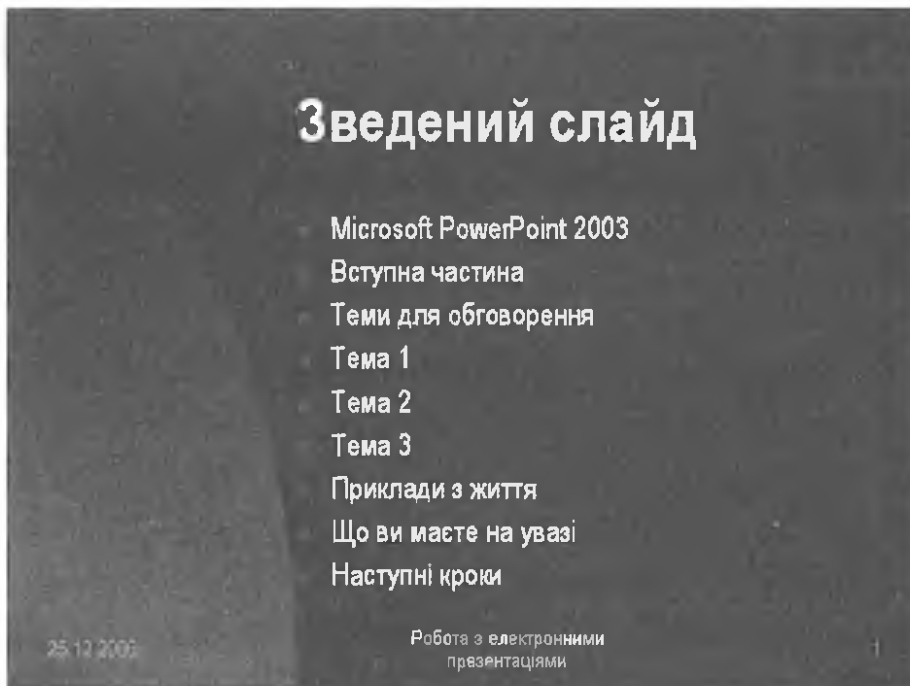 Зведений слайд
Microsoft PowerPoint 2003
Вступна частина
Теми для обговорення
Тема 1
Тема 2
Тема 3
Приклади з життя
Що ви маєте на увазі
Наступні кроки
Робота з електронними
презентаціями
1